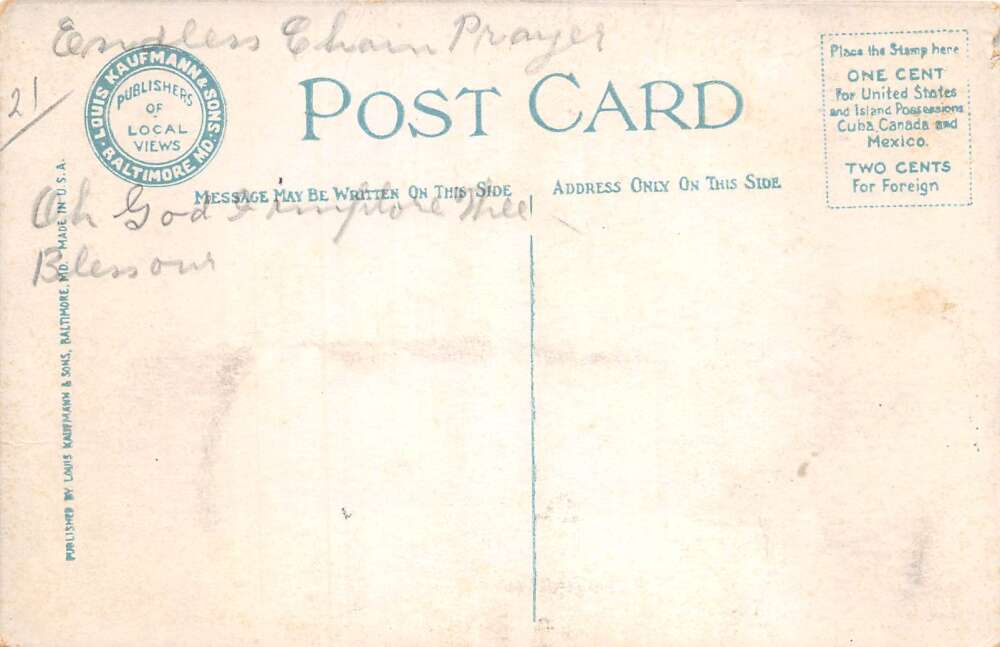 Endless Chain Prayer
21/
LOUIS KAUFMANN & SONS.
BALTIMORE, MD.
PUBLISHERS
OF
LOCAL
VIEWS
POST CARD
Place the Stamp here
ONE CENT
For United States
and Island Possessions
Cuba, Canada and
Mexico.
TWO CENTS
For Foreign
MESSAGE MAY BE WRITTEN ON THIS SIDE
ADDRESS ONLY ON THIS SIDE
Oh God I implore Thee
Bless our
PUBLISHED BY LOUIS KAUFMANN & SONS, BALTIMORE, MD. MADE IN U.S.A.